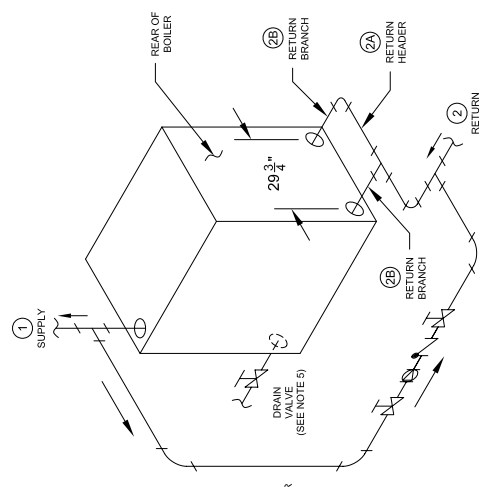 1
SUPPLY
REAR OF
BOILER
2B
RETURN
BRANCH
2A
RETURN
HEADER
2
RETURN
29 3/4"
2B
RETURN
BRANCH
DRAIN
VALVE
(SEE NOTE 5)
R